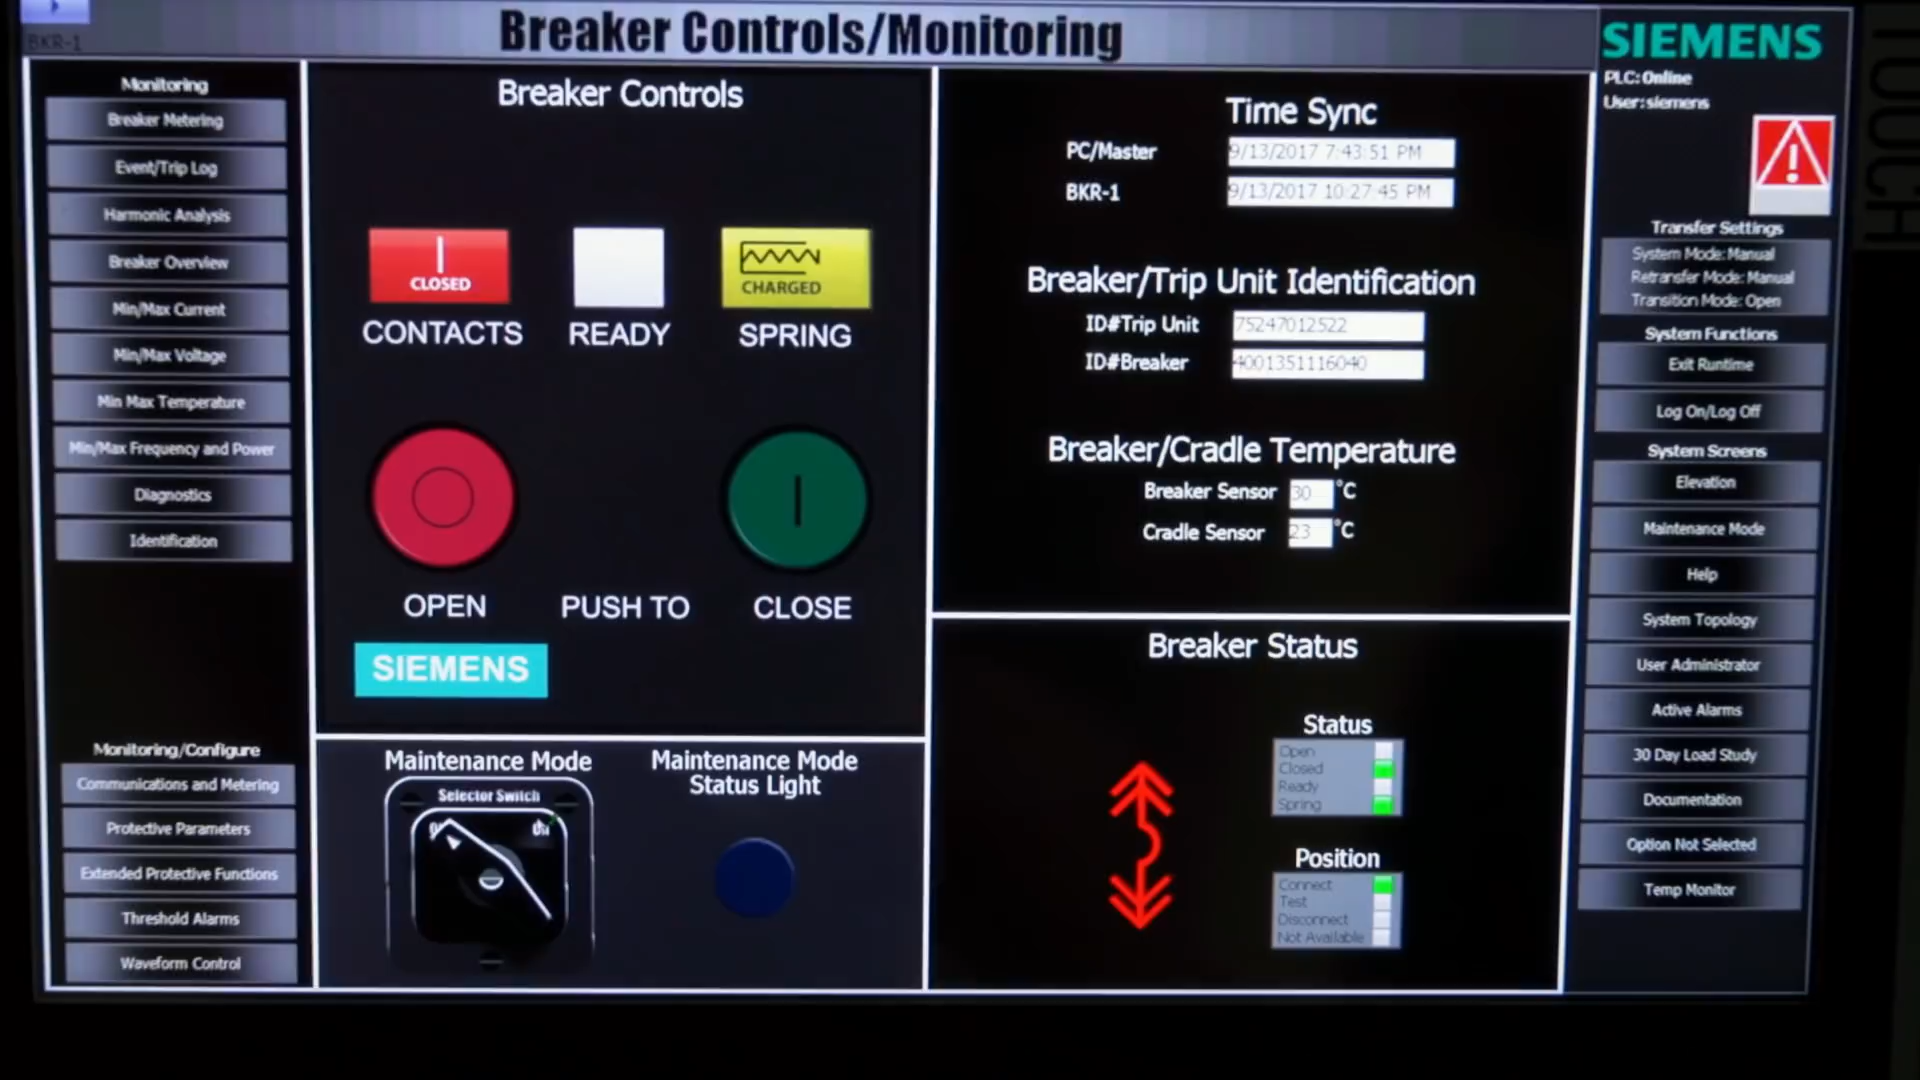 Breaker Controls/Monitoring
BKR-1
SIEMENS
PLC:Online
User:siemens
Monitoring
Breaker Metering
Event/Trip Log
Harmonic Analysis
Breaker Overview
Min/Max Current
Min/Max Voltage
Min Max Temperature
Min/Max Frequency and Power
Diagnostics
Identification
Monitoring/Configure
Communications and Metering
Protective Parameters
Extended Protective Functions
Threshold Alarms
Waveform Control
Breaker Controls
CLOSED
CHARGED
CONTACTS READY SPRING
OPEN PUSH TO CLOSE
SIEMENS
Maintenance Mode
Selector Switch
On
Maintenance Mode
Status Light
Time Sync
PC/Master 9/13/2017 7:43:51 PM
BKR-1 9/13/2017 10:27:45 PM
Breaker/Trip Unit Identification
ID#Trip Unit 75247012522
ID#Breaker 4001351116040
Breaker/Cradle Temperature
Breaker Sensor 30 °C
Cradle Sensor 23 °C
Breaker Status
Status
Open
Closed
Ready
Spring
Position
Connect
Test
Disconnect
Not Available
Transfer Settings
System Mode: Manual
Retransfer Mode: Manual
Transition Mode: Open
System Functions
Exit Runtime
Log On/Log Off
System Screens
Elevation
Maintenance Mode
Help
System Topology
User Administrator
Active Alarms
30 Day Load Study
Documentation
Option Not Selected
Temp Monitor
TOUCH